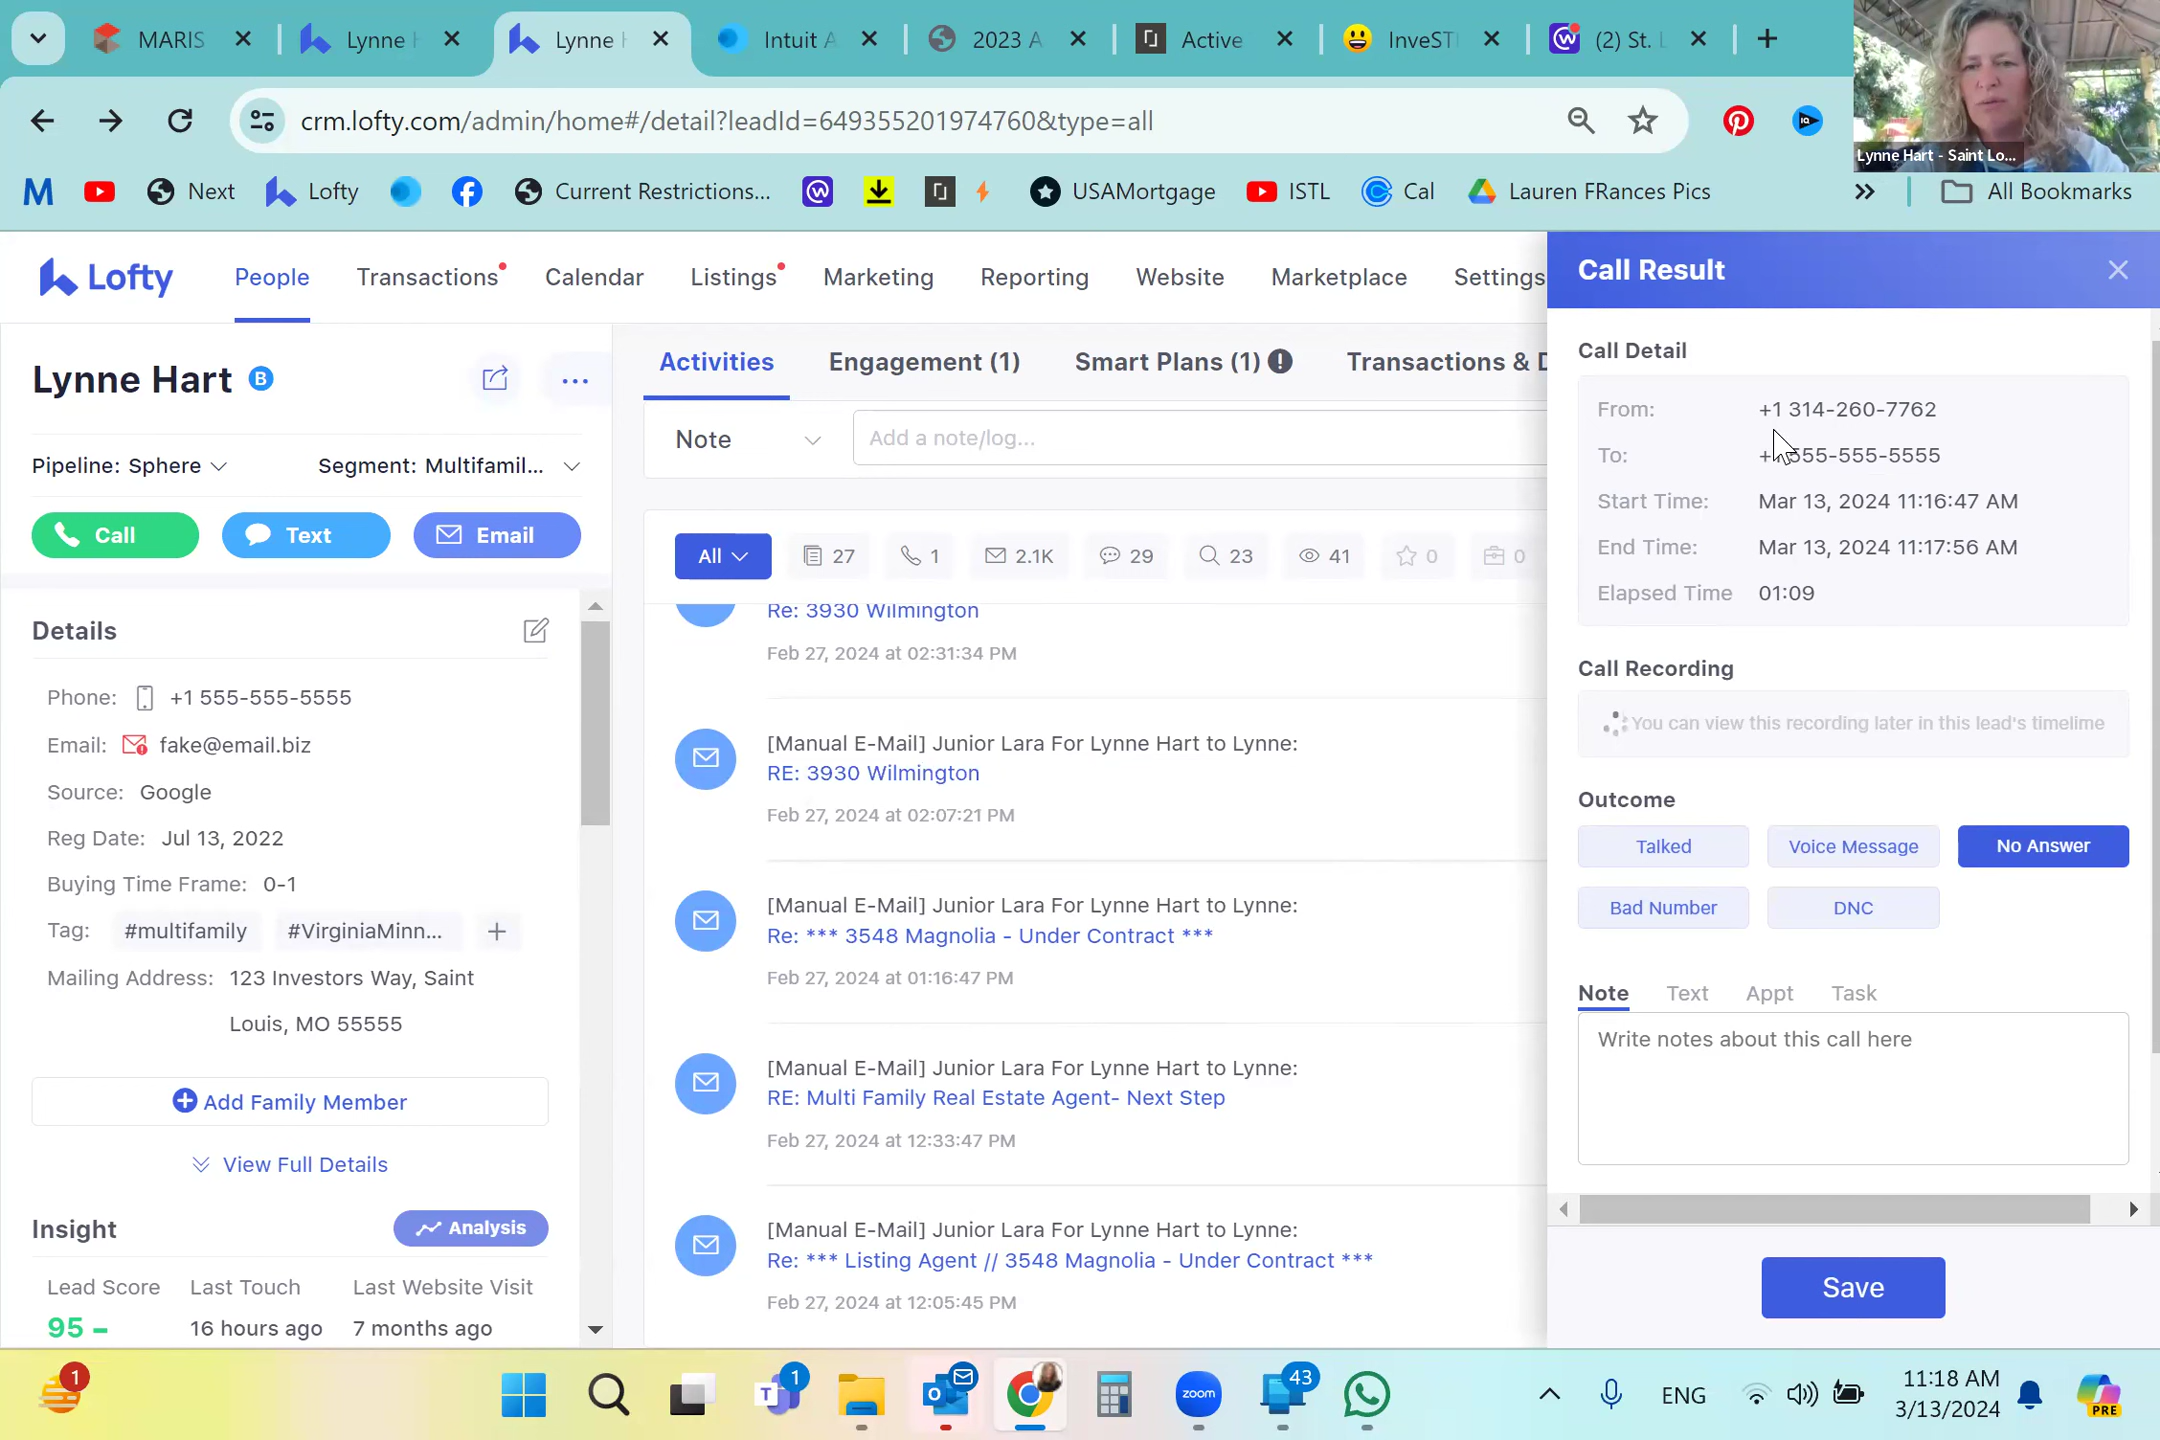 MARIS
Lynne H
Lynne H
Intuit A
2023 A
Active
InveST
(2) St. L
crm.lofty.com/admin/home#/detail?leadId=649355201974760&type=all
Lynne Hart - Saint Lo...
M
Next
Lofty
Current Restrictions...
USAMortgage
ISTL
Cal
Lauren FRances Pics
All Bookmarks
Lofty
People
Transactions
Calendar
Listings
Marketing
Reporting
Website
Marketplace
Settings
Call Result
Lynne Hart B
Pipeline: Sphere
Segment: Multifamil...
Call
Text
Email
Details
Phone: +1 555-555-5555
Email: fake@email.biz
Source: Google
Reg Date: Jul 13, 2022
Buying Time Frame: 0-1
Tag: #multifamily #VirginiaMinn...
Mailing Address: 123 Investors Way, Saint
Louis, MO 55555
Add Family Member
View Full Details
Insight
Analysis
Lead Score
Last Touch
Last Website Visit
95 –
16 hours ago
7 months ago
Activities
Engagement (1)
Smart Plans (1)
Transactions & D
Note
Add a note/log...
All
27
1
2.1K
29
23
41
0
0
Re: 3930 Wilmington
Feb 27, 2024 at 02:31:34 PM
[Manual E-Mail] Junior Lara For Lynne Hart to Lynne:
RE: 3930 Wilmington
Feb 27, 2024 at 02:07:21 PM
[Manual E-Mail] Junior Lara For Lynne Hart to Lynne:
Re: *** 3548 Magnolia - Under Contract ***
Feb 27, 2024 at 01:16:47 PM
[Manual E-Mail] Junior Lara For Lynne Hart to Lynne:
RE: Multi Family Real Estate Agent- Next Step
Feb 27, 2024 at 12:33:47 PM
[Manual E-Mail] Junior Lara For Lynne Hart to Lynne:
Re: *** Listing Agent // 3548 Magnolia - Under Contract ***
Feb 27, 2024 at 12:05:45 PM
Call Detail
From: +1 314-260-7762
To: 555-555-5555
Start Time: Mar 13, 2024 11:16:47 AM
End Time: Mar 13, 2024 11:17:56 AM
Elapsed Time 01:09
Call Recording
You can view this recording later in this lead's timeline
Outcome
Talked
Voice Message
No Answer
Bad Number
DNC
Note
Text
Appt
Task
Write notes about this call here
Save
1
1
43
zoom
ENG
11:18 AM
3/13/2024
PRE